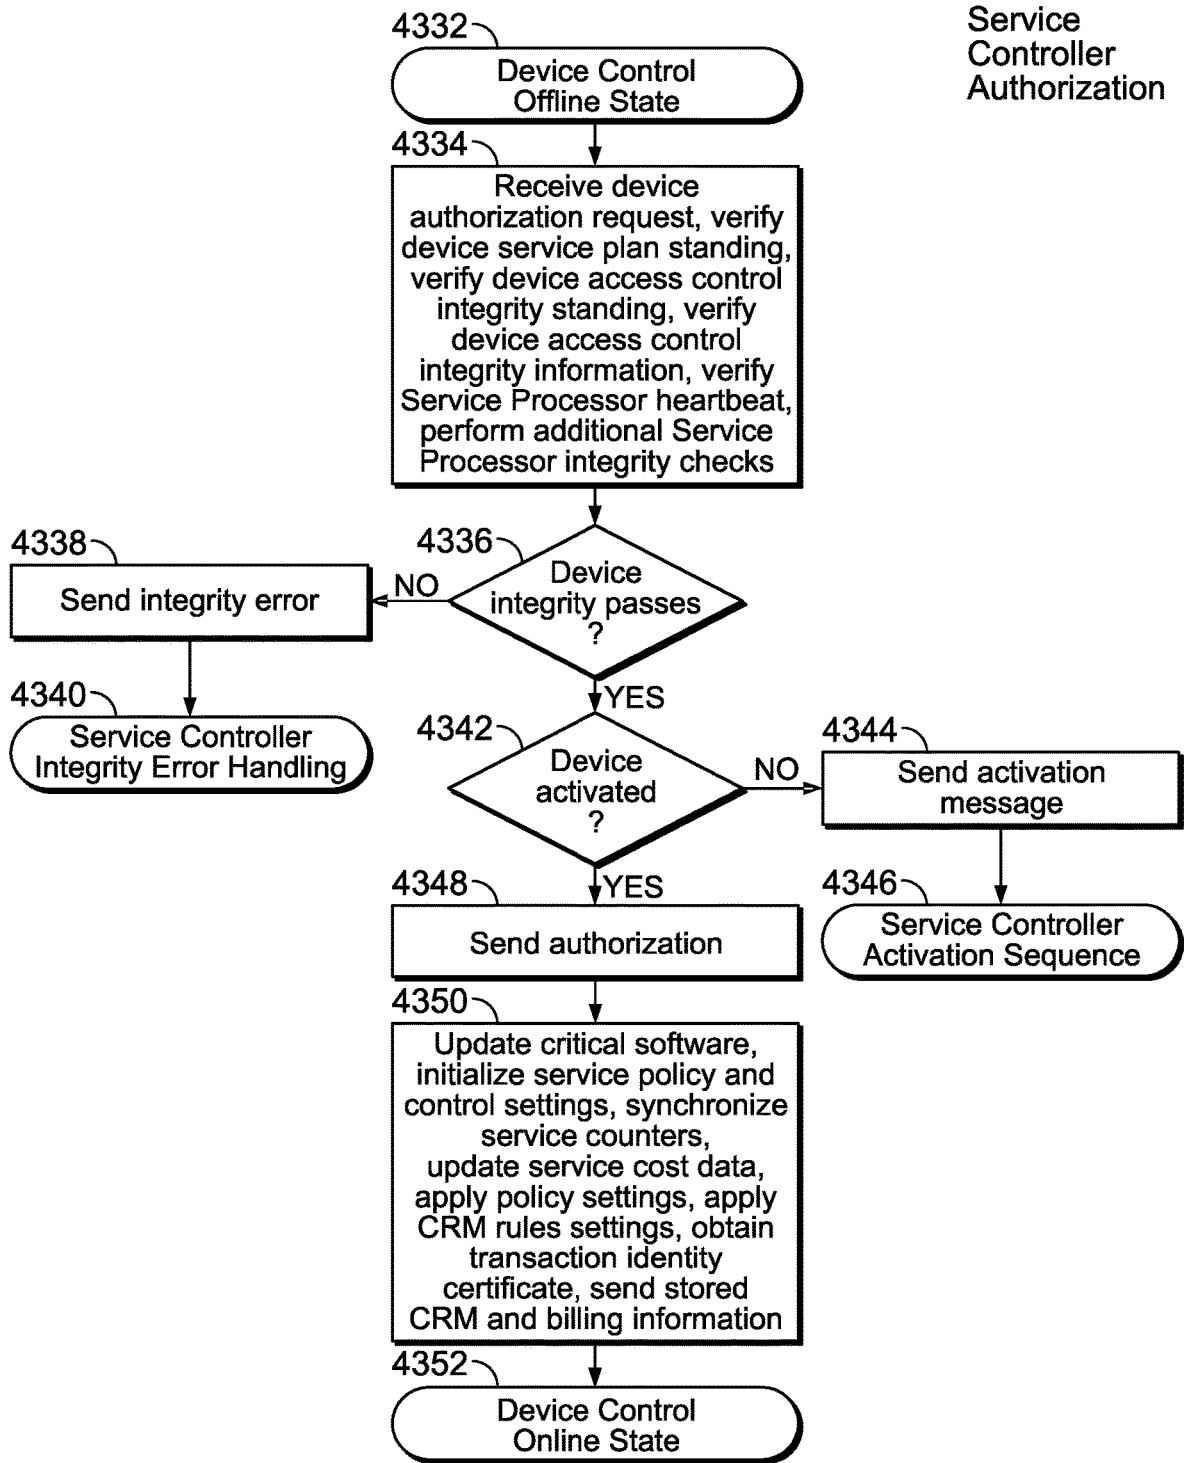 Service
Controller
Authorization
4332
Device Control
Offline State
4334
Receive device
authorization request, verify
device service plan standing,
verify device access control
integrity standing, verify
device access control
integrity information, verify
Service Processor heartbeat,
perform additional Service
Processor integrity checks
4336
Device
integrity passes
?
NO
4338
Send integrity error
4340
Service Controller
Integrity Error Handling
YES
4342
Device
activated
?
NO
4344
Send activation
message
4346
Service Controller
Activation Sequence
YES
4348
Send authorization
4350
Update critical software,
initialize service policy and
control settings, synchronize
service counters,
update service cost data,
apply policy settings, apply
CRM rules settings, obtain
transaction identity
certificate, send stored
CRM and billing information
4352
Device Control
Online State